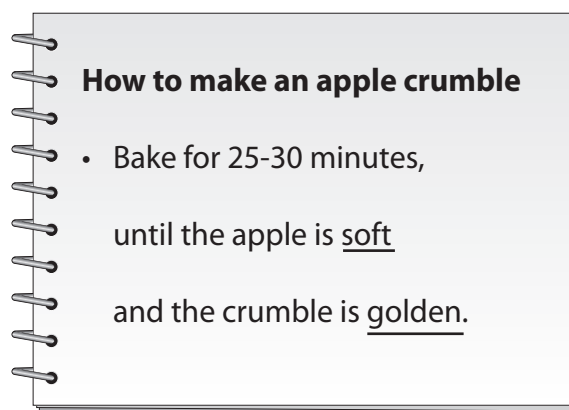 How to make an apple crumble
• Bake for 25-30 minutes,
until the apple is soft
and the crumble is golden.